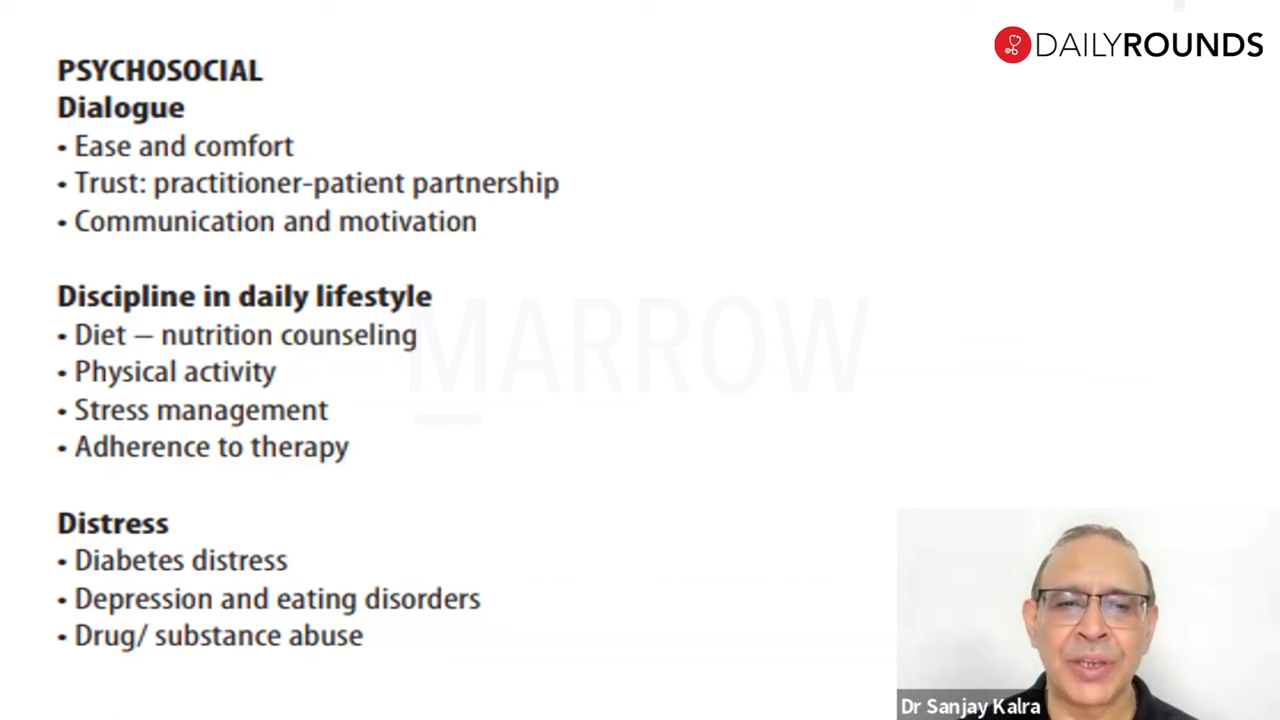 DAILYROUNDS
PSYCHOSOCIAL
Dialogue
• Ease and comfort
• Trust: practitioner-patient partnership
• Communication and motivation
Discipline in daily lifestyle
• Diet – nutrition counseling
• Physical activity
• Stress management
• Adherence to therapy
MARROW
Distress
• Diabetes distress
• Depression and eating disorders
• Drug/ substance abuse
Dr Sanjay Kalra